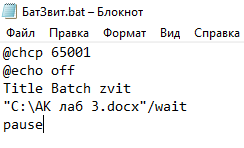 БатЗвит.bat – Блокнот
Файл Правка Формат Вид Справка
@chcp 65001
@echo off
Title Batch zvit
"C:\АК лаб 3.docx"/wait
pause